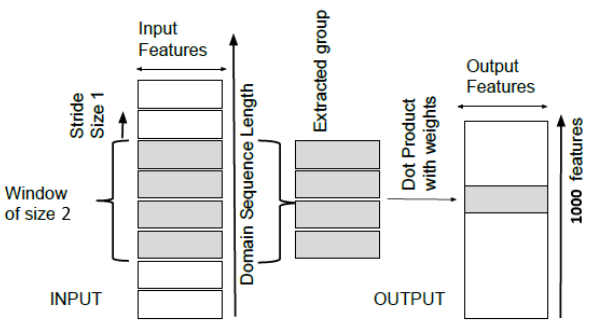 Input
Features
Stride
Size 1
Window
of size 2
INPUT
Domain Sequence Length
Extracted group
Dot Product
with weights
OUTPUT
Output
Features
1000 features